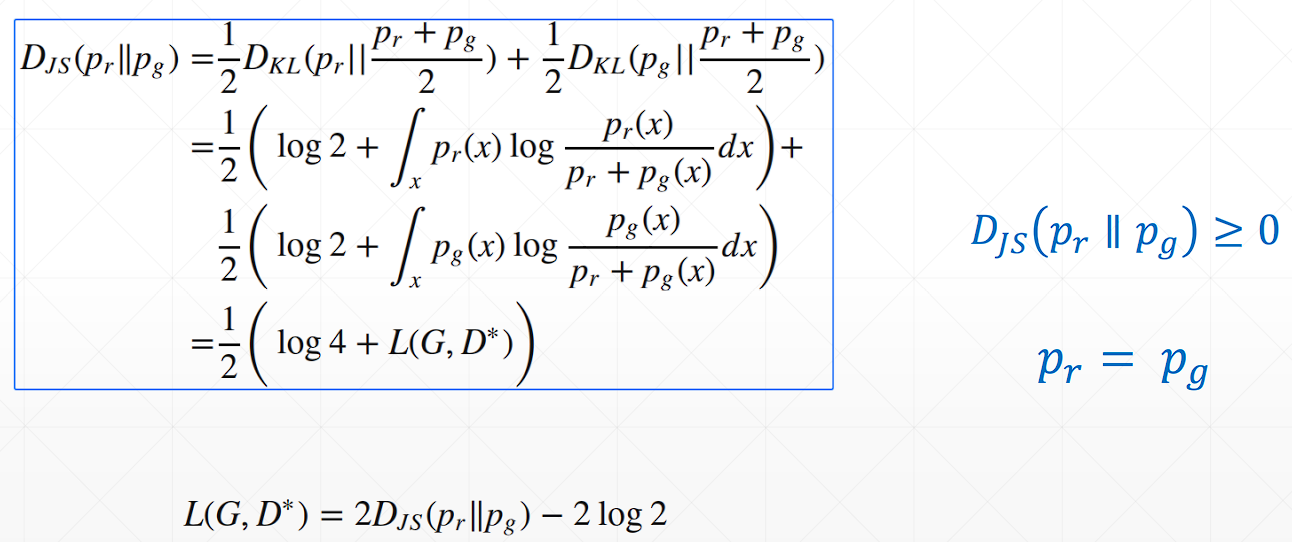 D_{JS}(p_r||p_g) = \frac{1}{2}D_{KL}(p_r||\frac{p_r + p_g}{2}) + \frac{1}{2}D_{KL}(p_g||\frac{p_r + p_g}{2})
= \frac{1}{2}\left( \log 2 + \int_x p_r(x) \log \frac{p_r(x)}{p_r + p_g(x)} dx \right) +
\frac{1}{2}\left( \log 2 + \int_x p_g(x) \log \frac{p_g(x)}{p_r + p_g(x)} dx \right)
= \frac{1}{2}\left( \log 4 + L(G, D^*) \right)
D_{JS}(p_r \parallel p_g) \geq 0
p_r = p_g
L(G, D^*) = 2D_{JS}(p_r||p_g) − 2 \log 2